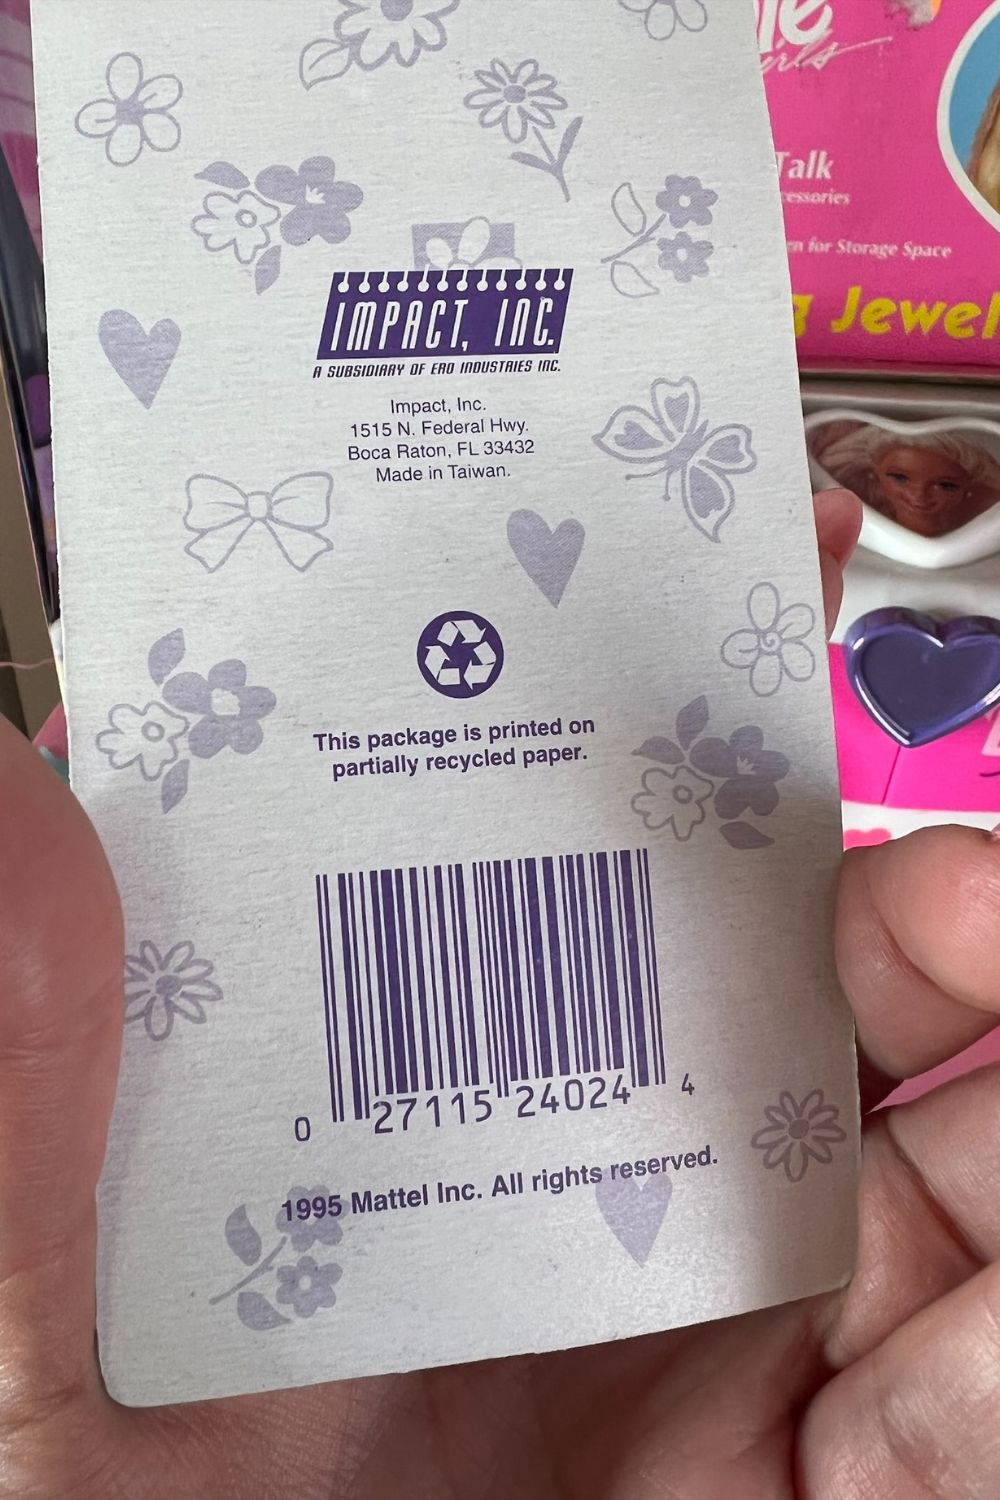 IMPACT, INC.
A SUBSIDIARY OF ERO INDUSTRIES INC.
Impact, Inc.
1515 N. Federal Hwy.
Boca Raton, FL 33432
Made in Taiwan.
This package is printed on
partially recycled paper.
0 27115 24024 4
1995 Mattel Inc. All rights reserved.
Talk
for Storage Space
Jewel